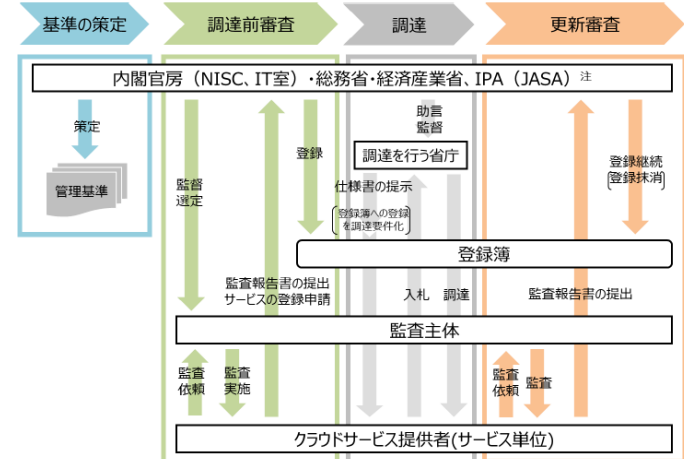 基準の策定
調達前審査
調達
更新審査
内閣官房（NISC、IT室）・総務省・経済産業省、IPA（JASA）注
策定
管理基準
監督
選定
登録
助言
監督
調達を行う省庁
仕様書の提示
登録簿への登録
を調達要件化
登録継続
(登録抹消)
登録簿
監査報告書の提出
サービスの登録申請
入札
調達
監査報告書の提出
監査主体
監査
依頼
監査
実施
監査
依頼
監査
クラウドサービス提供者(サービス単位)